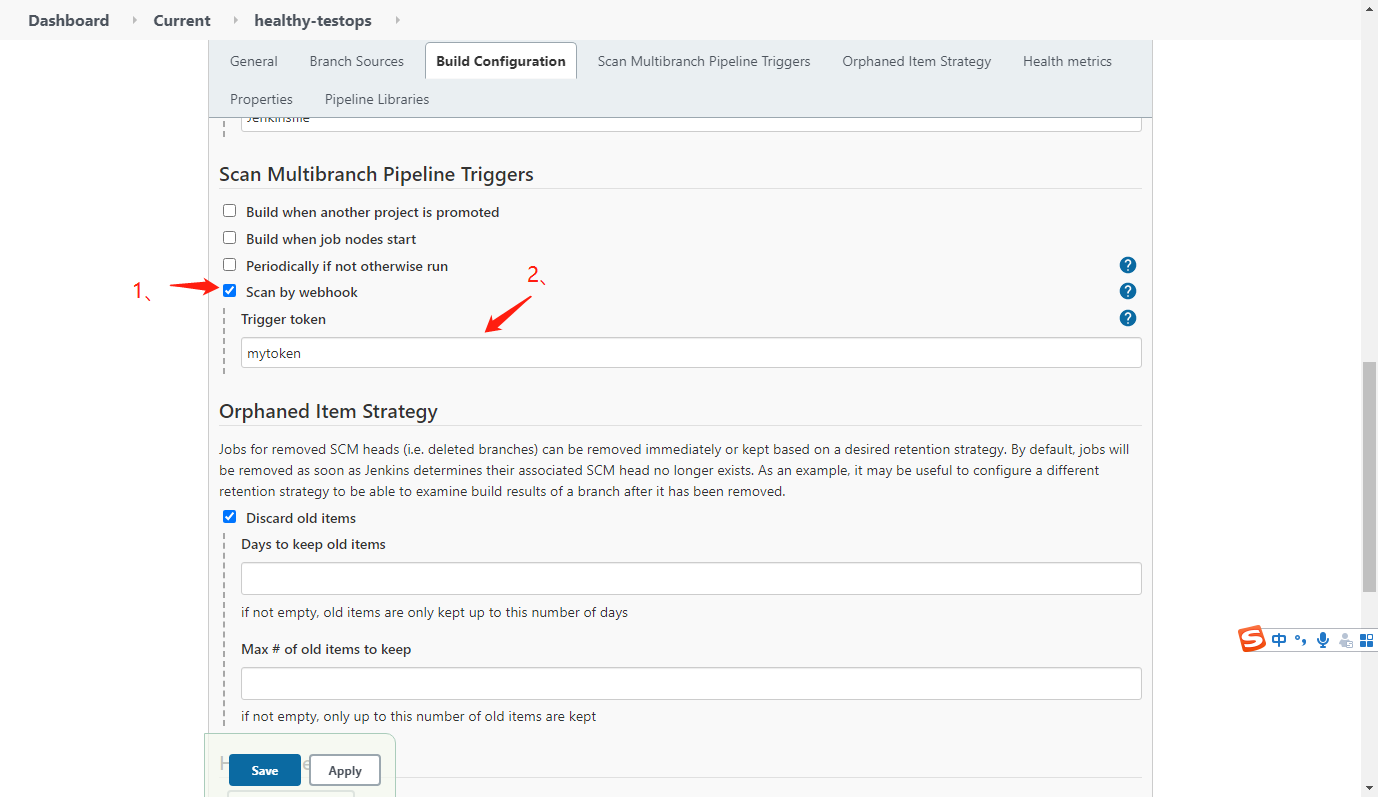 Dashboard Current healthy-testops
General Branch Sources Build Configuration Scan Multibranch Pipeline Triggers Orphaned Item Strategy Health metrics
Properties Pipeline Libraries
Jenkinsfile
Scan Multibranch Pipeline Triggers
Build when another project is promoted
Build when job nodes start
Periodically if not otherwise run
2、
1、 Scan by webhook
Trigger token
mytoken
Orphaned Item Strategy
Jobs for removed SCM heads (i.e. deleted branches) can be removed immediately or kept based on a desired retention strategy. By default, jobs will
be removed as soon as Jenkins determines their associated SCM head no longer exists. As an example, it may be useful to configure a different
retention strategy to be able to examine build results of a branch after it has been removed.
Discard old items
Days to keep old items
if not empty, old items are only kept up to this number of days
中
Max # of old items to keep
if not empty, only up to this number of old items are kept
Save Apply